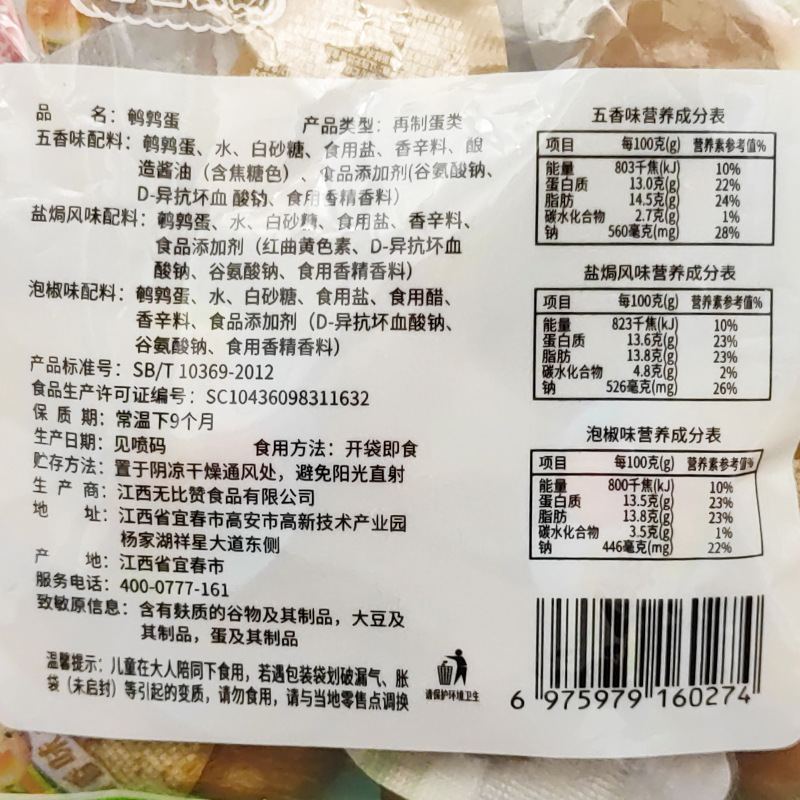 品 名：鹌鹑蛋 产品类型：再制蛋类
五香味配料：鹌鹑蛋、水、白砂糖、食用盐、香辛料、酿
造酱油（含焦糖色）、食品添加剂(谷氨酸钠、
D-异抗坏血 酸钠、食用香精香料)
盐焗风味配料：鹌鹑蛋、水、白砂糖、食用盐、香辛料、
食品添加剂（红曲黄色素、D-异抗坏血
酸钠、谷氨酸钠、食用香精香料）
泡椒味配料：鹌鹑蛋、水、白砂糖、食用盐、食用醋、
香辛料、食品添加剂（D-异抗坏血酸钠、
谷氨酸钠、食用香精香料）
产品标准号：SB/T 10369-2012
食品生产许可证编号：SC10436098311632
保 质 期：常温下9个月
生产日期：见喷码 食用方法：开袋即食
贮存方法：置于阴凉干燥通风处，避免阳光直射
生 产 商：江西无比赞食品有限公司
地 址：江西省宜春市高安市高新技术产业园
杨家湖祥星大道东侧
产 地：江西省宜春市
服务电话：400-0777-161
致敏原信息：含有麸质的谷物及其制品，大豆及
其制品，蛋及其制品
温馨提示：儿童在大人陪同下食用，若遇包装袋划破漏气、胀
袋（未启封）等引起的变质，请勿食用，请与当地零售点调换
请保护环境卫生
五香味营养成分表
项目 每100克(g) 营养素参考值%
能量 803千焦(kJ) 10%
蛋白质 13.0克(g) 22%
脂肪 14.5克(g) 24%
碳水化合物 2.7克(g) 1%
钠 560毫克(mg) 28%
盐焗风味营养成分表
项目 每100克(g) 营养素参考值%
能量 823千焦(kJ) 10%
蛋白质 13.6克(g) 23%
脂肪 13.8克(g) 23%
碳水化合物 4.8克(g) 2%
钠 526毫克(mg) 26%
泡椒味营养成分表
项目 每100克(g) 营养素参考值%
能量 800千焦(kJ) 10%
蛋白质 13.5克(g) 23%
脂肪 13.8克(g) 23%
碳水化合物 3.5克(g) 1%
钠 446毫克(mg) 22%
6 975979 160274